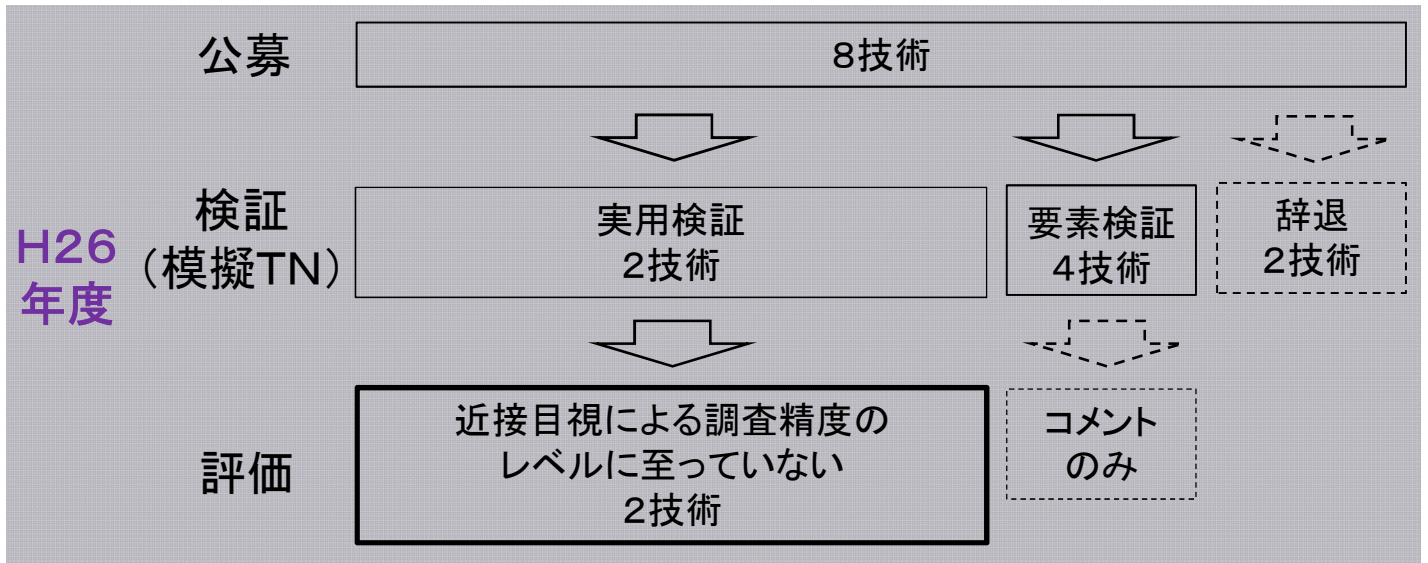 公募
8技術
H26
年度
検証
（模擬TN）
実用検証
2技術
要素検証
4技術
辞退
2技術
評価
近接目視による調査精度の
レベルに至っていない
2技術
コメント
のみ